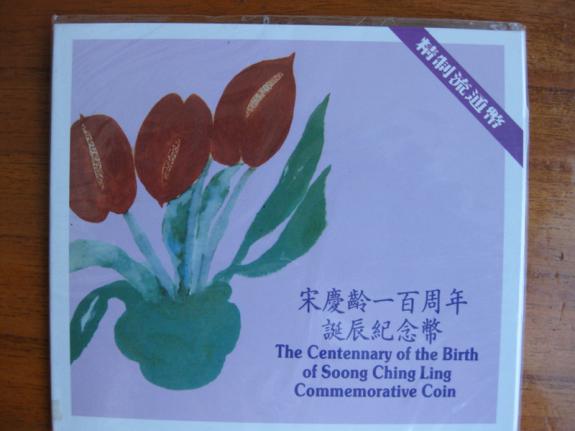 精制流通幣
宋慶齡一百周年
誕辰紀念幣
The Centennary of the Birth
of Soong Ching Ling
Commemorative Coin